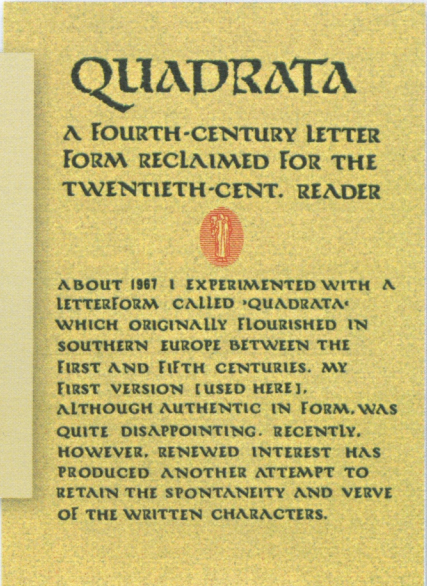 QUADRATA
A FOURTH-CENTURY LETTER
FORM RECLAIMED FOR THE
TWENTIETH-CENT. READER
ABOUT 1967 I EXPERIMENTED WITH A
LETTERFORM CALLED ·QUADRATA·
WHICH ORIGINALLY FLOURISHED IN
SOUTHERN EUROPE BETWEEN THE
FIRST AND FIFTH CENTURIES. MY
FIRST VERSION [USED HERE],
ALTHOUGH AUTHENTIC IN FORM, WAS
QUITE DISAPPOINTING. RECENTLY,
HOWEVER, RENEWED INTEREST HAS
PRODUCED ANOTHER ATTEMPT TO
RETAIN THE SPONTANEITY AND VERVE
OF THE WRITTEN CHARACTERS.